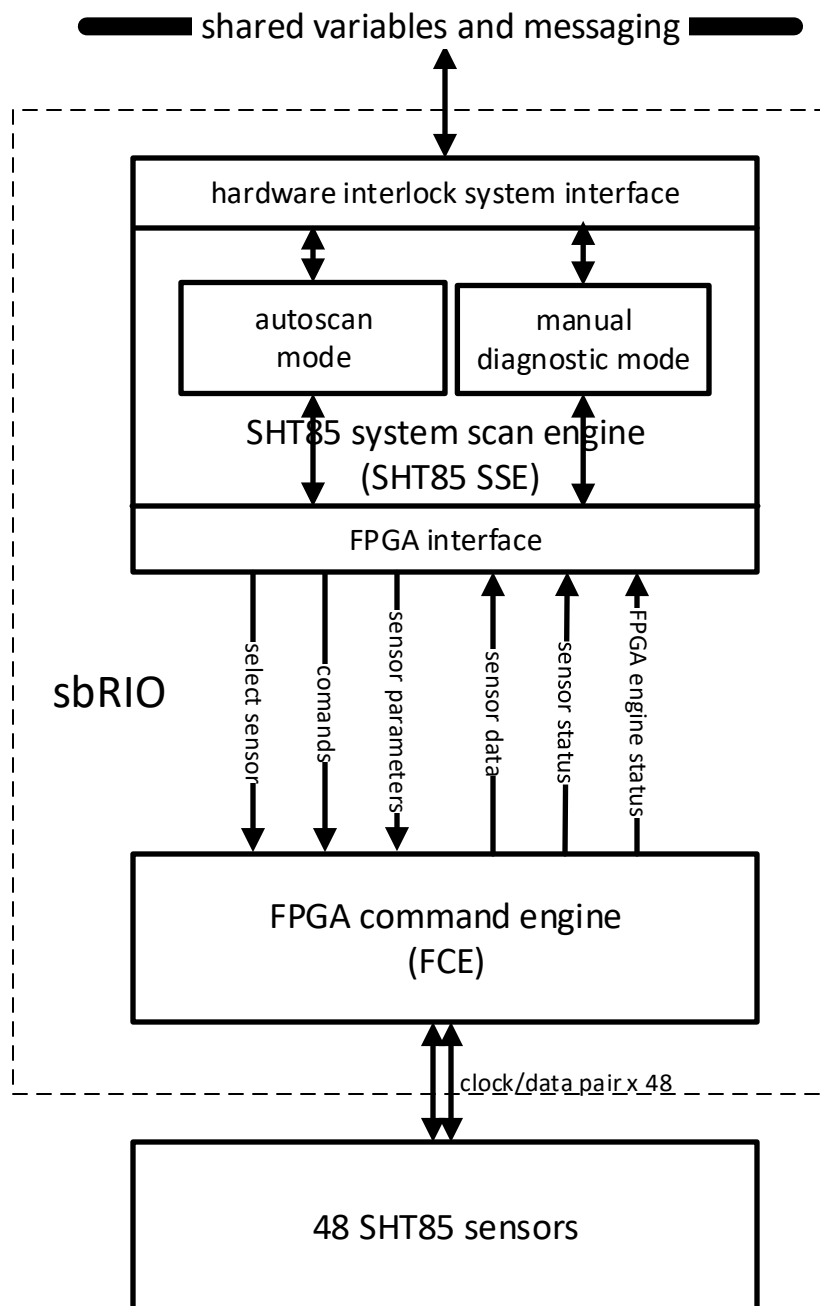 shared variables and messaging
hardware interlock system interface
autoscan
mode
manual
diagnostic mode
SHT85 system scan engine
(SHT85 SSE)
FPGA interface
select sensor
comands
sensor parameters
sensor data
sensor status
FPGA engine status
sbRIO
FPGA command engine
(FCE)
clock/data pair x 48
48 SHT85 sensors